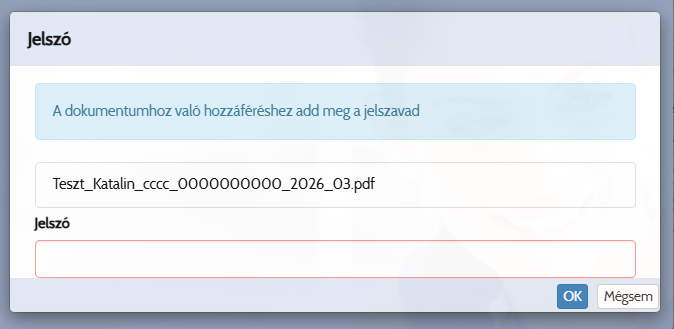 Jelszó
A dokumentumhoz való hozzáféréshez add meg a jelszavad
Teszt_Katalin_cccc_0000000000_2026_03.pdf
Jelszó
OK Mégsem